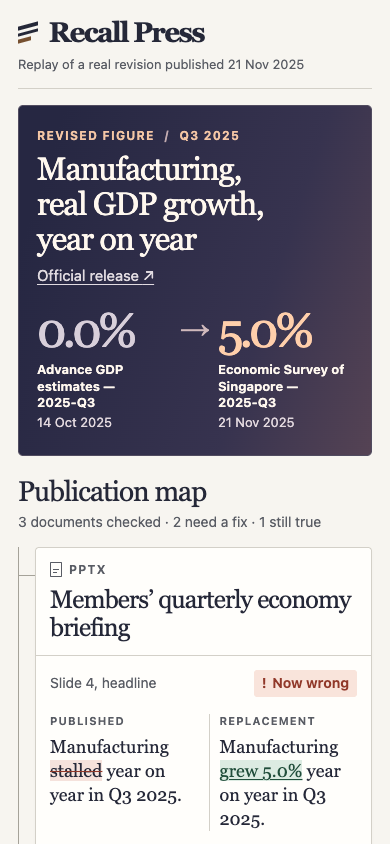 Recall Press
Replay of a real revision published 21 Nov 2025
REVISED FIGURE / Q3 2025
Manufacturing,
real GDP growth,
year on year
Official release ↗
0.0% → 5.0%
Advance GDP
estimates —
2025-Q3
14 Oct 2025
Economic Survey of
Singapore —
2025-Q3
21 Nov 2025
Publication map
3 documents checked · 2 need a fix · 1 still true
PPTX
Members’ quarterly economy
briefing
Slide 4, headline
! Now wrong
PUBLISHED
Manufacturing
stalled year on
year in Q3 2025.
REPLACEMENT
Manufacturing
grew 5.0% year
on year in Q3
2025.